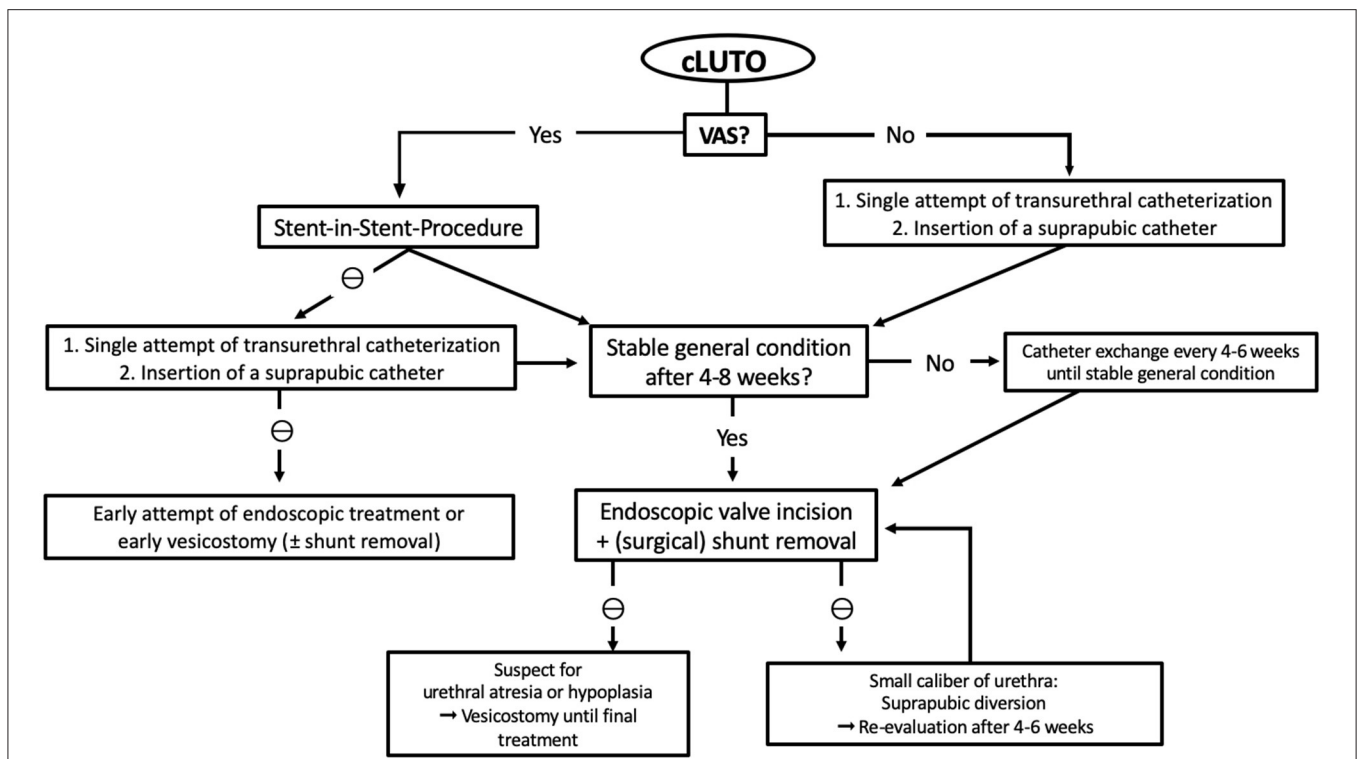 cLUTO
VAS?
Yes
No
1. Single attempt of transurethral catheterization
2. Insertion of a suprapubic catheter
Stent-in-Stent-Procedure
1. Single attempt of transurethral catheterization
2. Insertion of a suprapubic catheter
Stable general condition
after 4-8 weeks?
No
Catheter exchange every 4-6 weeks
until stable general condition
Yes
Early attempt of endoscopic treatment or
early vesicostomy (± shunt removal)
Endoscopic valve incision
+ (surgical) shunt removal
Suspect for
urethral atresia or hypoplasia
→ Vesicostomy until final
treatment
Small caliber of urethra:
Suprapubic diversion
→ Re-evaluation after 4-6 weeks